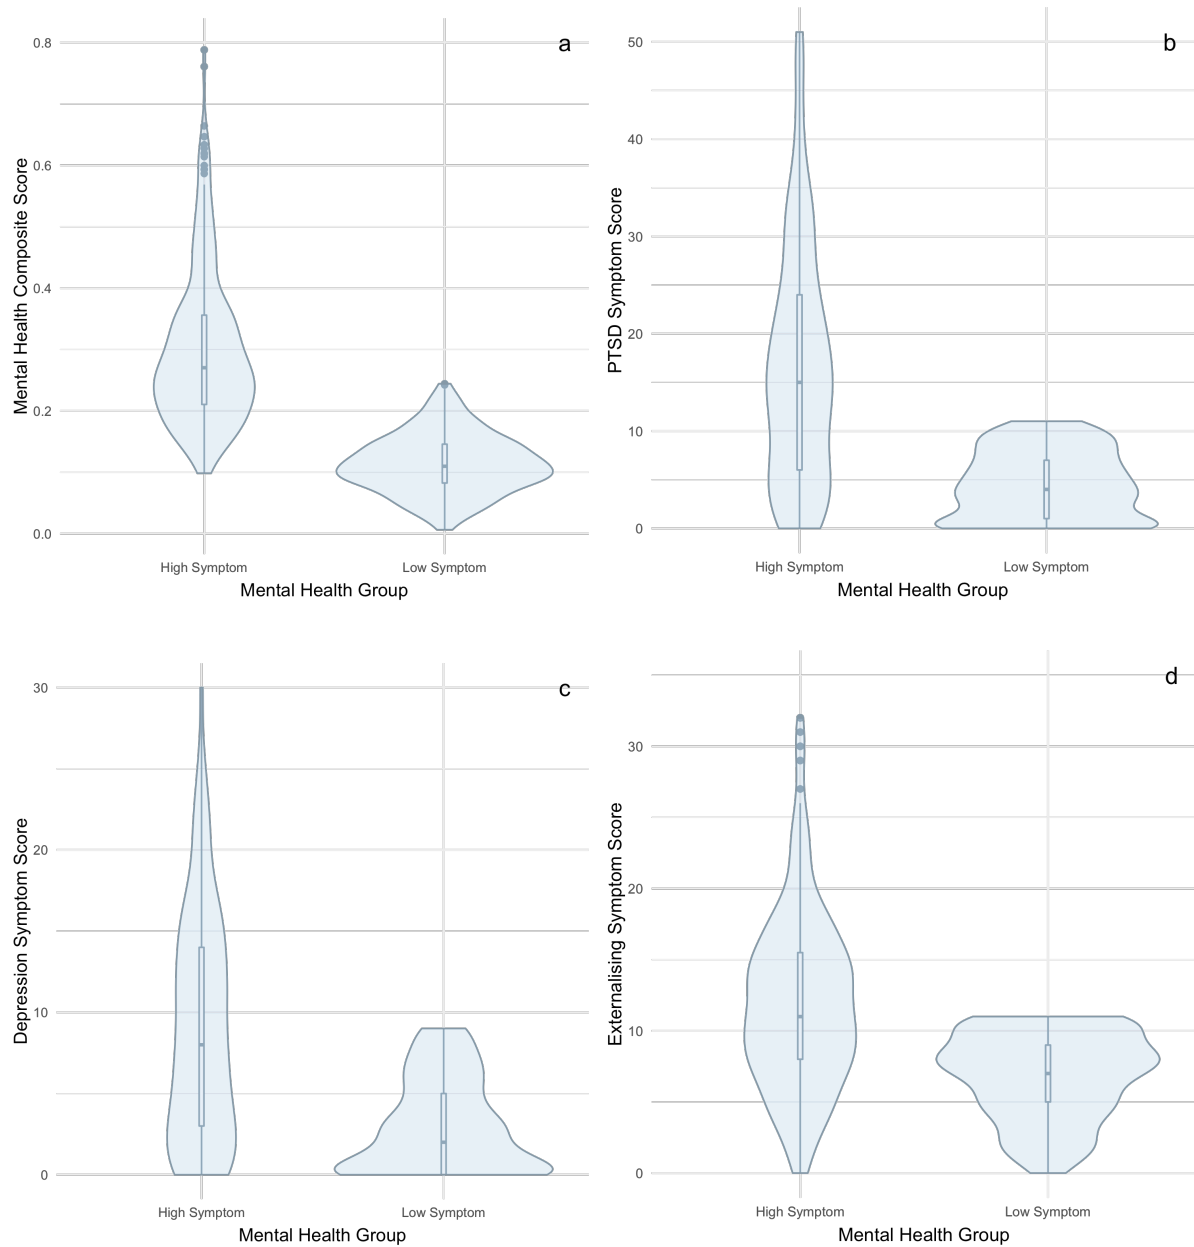 a
Mental Health Composite Score
0.8
0.6
0.4
0.2
0.0
High Symptom
Low Symptom
Mental Health Group
b
PTSD Symptom Score
50
40
30
20
10
0
High Symptom
Low Symptom
Mental Health Group
c
Depression Symptom Score
30
20
10
0
High Symptom
Low Symptom
Mental Health Group
d
Externalising Symptom Score
30
20
10
0
High Symptom
Low Symptom
Mental Health Group